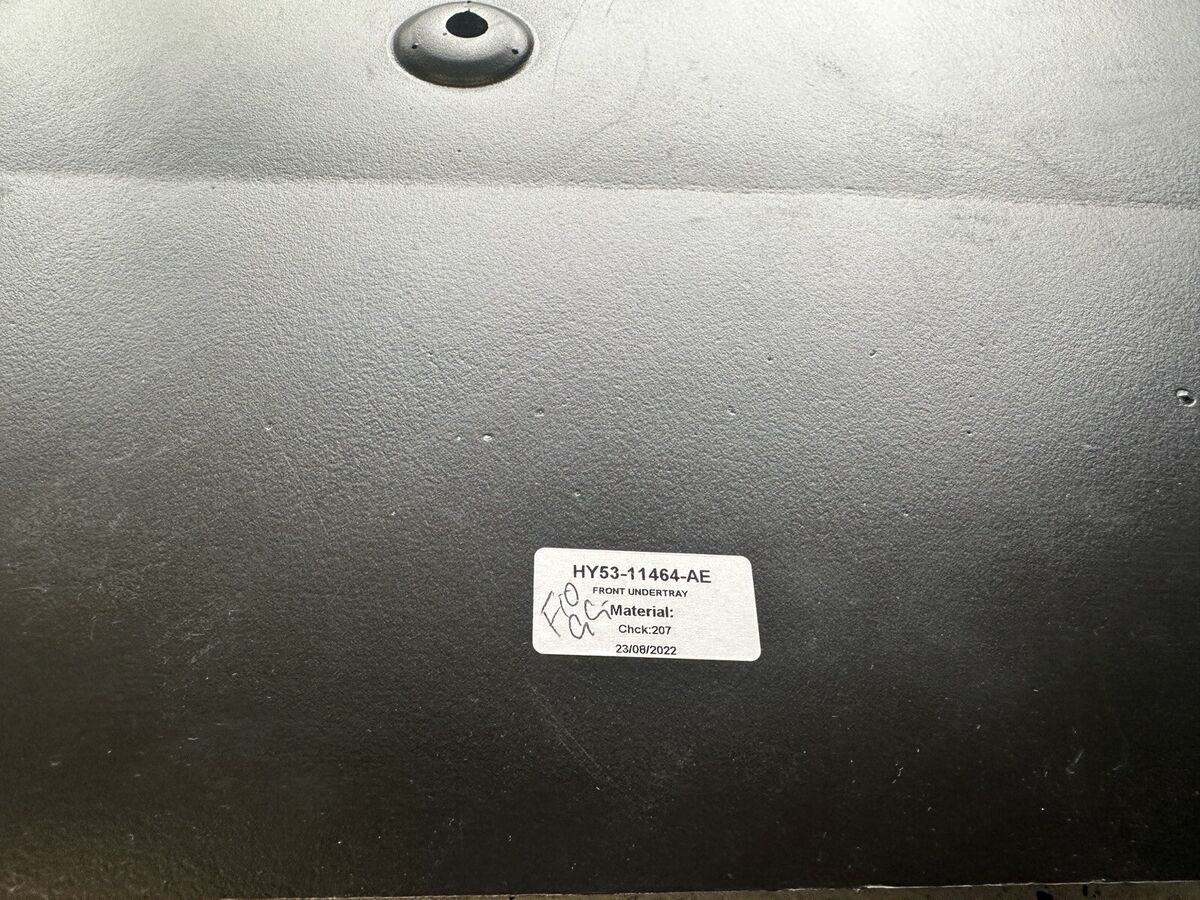 HY53-11464-AE
FRONT UNDERTRAY
Material:
Chck:207
23/08/2022